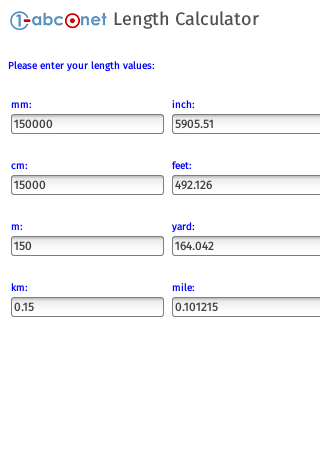 1-abc.net Length Calculator
Please enter your length values:
mm: inch:
150000 5905.51
cm: feet:
15000 492.126
m: yard:
150 164.042
km: mile:
0.15 0.101215